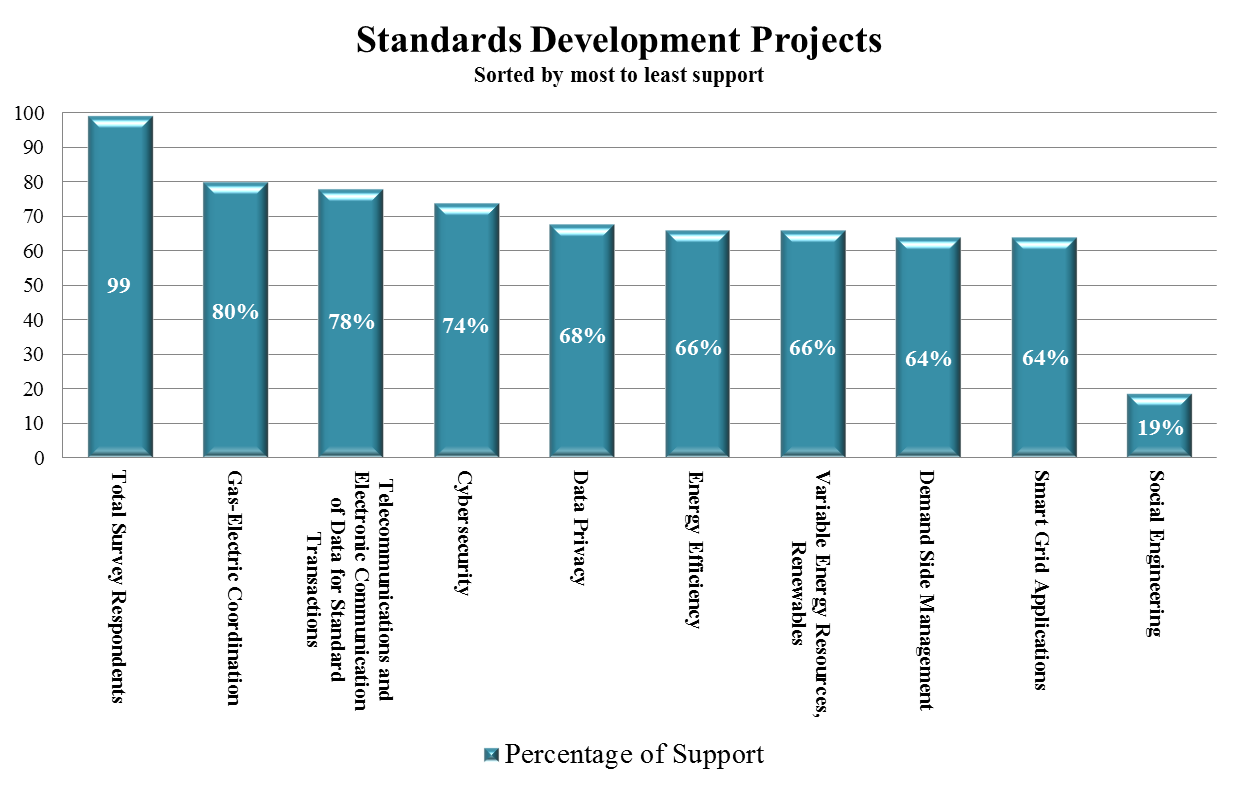 Standards Development Projects
Sorted by most to least support
100
90
80
70
60
50
40
30
20
10
0
99
80%
78%
74%
68%
66%
66%
64%
64%
19%
Total Survey Respondents
Gas-Electric Coordination
Telecommunications and
Electronic Communication
of Data for Standard
Transactions
Cybersecurity
Data Privacy
Energy Efficiency
Variable Energy Resources,
Renewables
Demand Side Management
Smart Grid Applications
Social Engineering
Percentage of Support